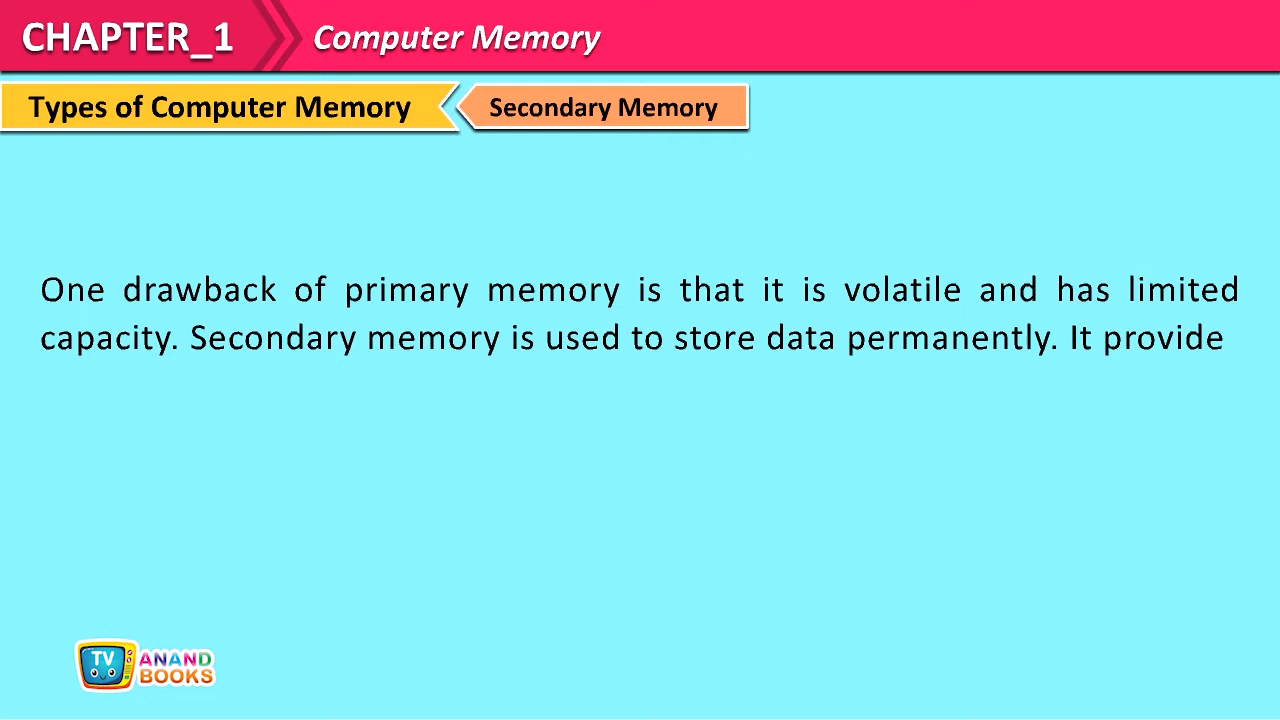 CHAPTER_1
Computer Memory
Types of Computer Memory
Secondary Memory
One drawback of primary memory is that it is volatile and has limited
capacity. Secondary memory is used to store data permanently. It provide
TV
ANAND
BOOKS